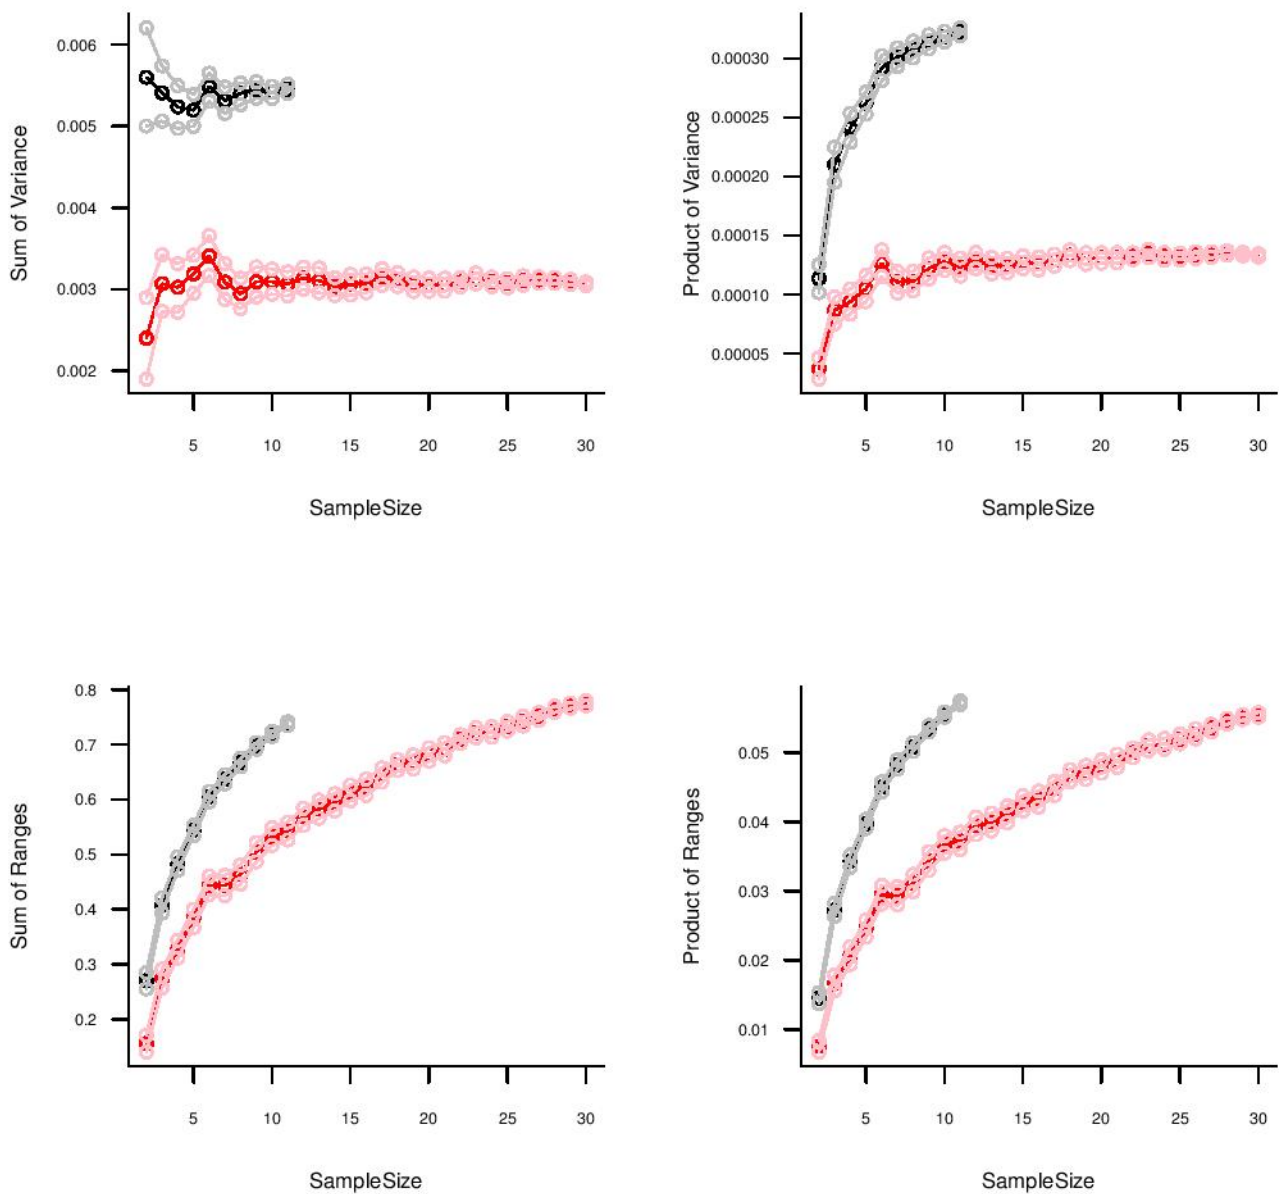 Sum of Variance
0.006
0.005
0.004
0.003
0.002
5 10 15 20 25 30
SampleSize
Product of Variance
0.00030
0.00025
0.00020
0.00015
0.00010
0.00005
5 10 15 20 25 30
SampleSize
Sum of Ranges
0.8
0.7
0.6
0.5
0.4
0.3
0.2
5 10 15 20 25 30
SampleSize
Product of Ranges
0.05
0.04
0.03
0.02
0.01
5 10 15 20 25 30
SampleSize